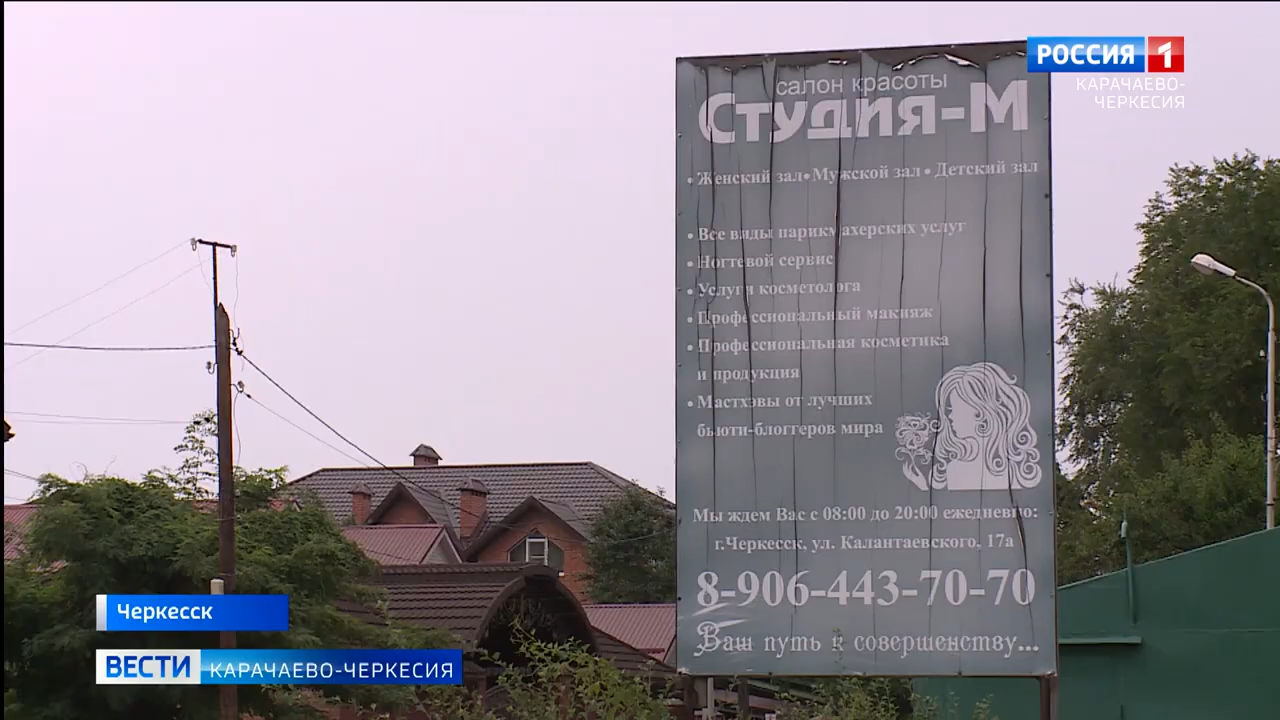 РОССИЯ 1
КАРАЧАЕВО-
ЧЕРКЕСИЯ
салон красоты
Студия-М
• Женский зал • Мужской зал • Детский зал
• Все виды парикмахерских услуг
• Ногтевой сервис
• Услуги косметолога
• Профессиональный макияж
• Профессиональная косметика
и продукция
• Мастхэвы от лучших
бьюти-блоггеров мира
Мы ждем Вас с 08:00 до 20:00 ежедневно:
г.Черкесск, ул. Калантаевского, 17а
8-906-443-70-70
Ваш путь к совершенству...
Черкесск
ВЕСТИ КАРАЧАЕВО-ЧЕРКЕСИЯ